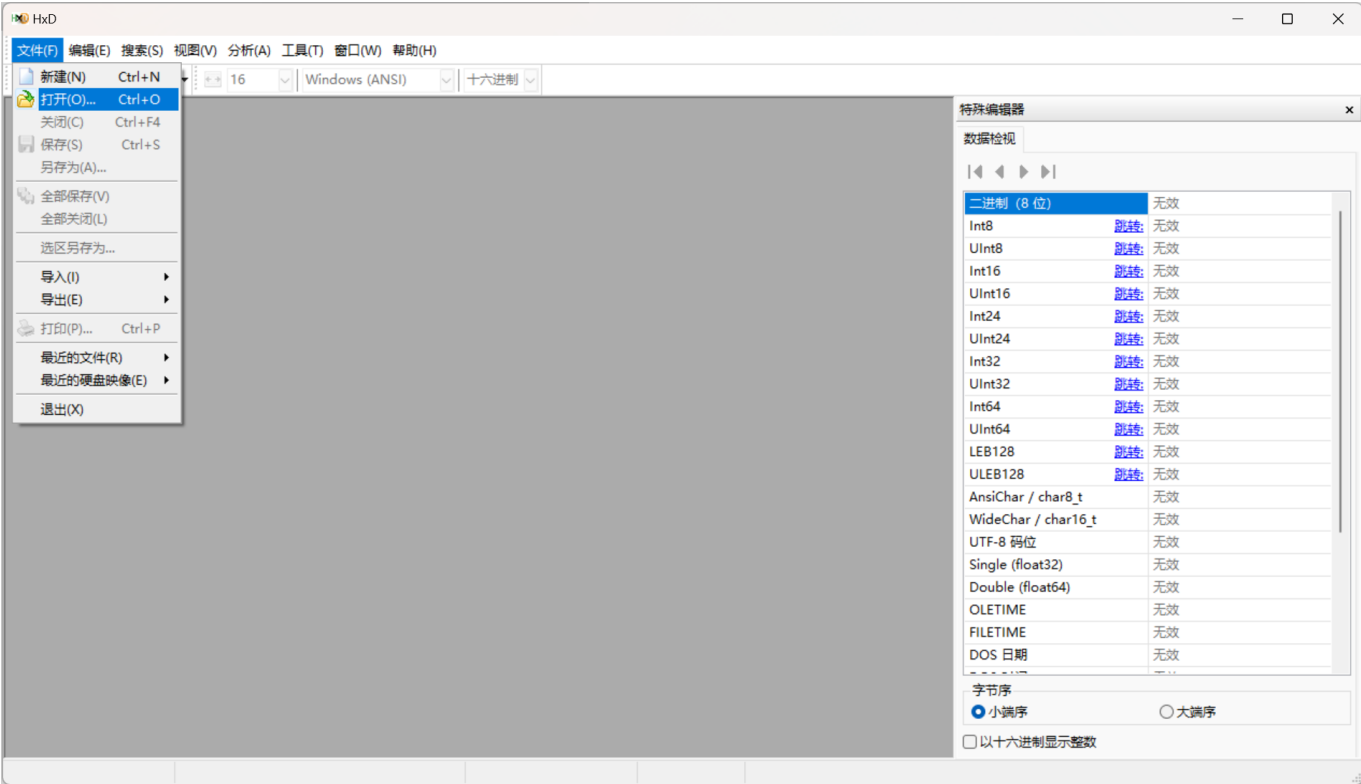 HxD
文件(F) 编辑(E) 搜索(S) 视图(V) 分析(A) 工具(T) 窗口(W) 帮助(H)
16 Windows (ANSI) 十六进制
新建(N) Ctrl+N
打开(O)... Ctrl+O
关闭(C) Ctrl+F4
保存(S) Ctrl+S
另存为(A)...
全部保存(V)
全部关闭(L)
选区另存为...
导入(I)
导出(E)
打印(P)... Ctrl+P
最近的文件(R)
最近的硬盘映像(E)
退出(X)
特殊编辑器
数据检视
二进制（8 位） 无效
Int8 跳转: 无效
UInt8 跳转: 无效
Int16 跳转: 无效
UInt16 跳转: 无效
Int24 跳转: 无效
UInt24 跳转: 无效
Int32 跳转: 无效
UInt32 跳转: 无效
Int64 跳转: 无效
UInt64 跳转: 无效
LEB128 跳转: 无效
ULEB128 跳转: 无效
AnsiChar / char8_t 无效
WideChar / char16_t 无效
UTF-8 码位 无效
Single (float32) 无效
Double (float64) 无效
OLETIME 无效
FILETIME 无效
DOS 日期 无效
字节序
小端序 大端序
以十六进制显示整数